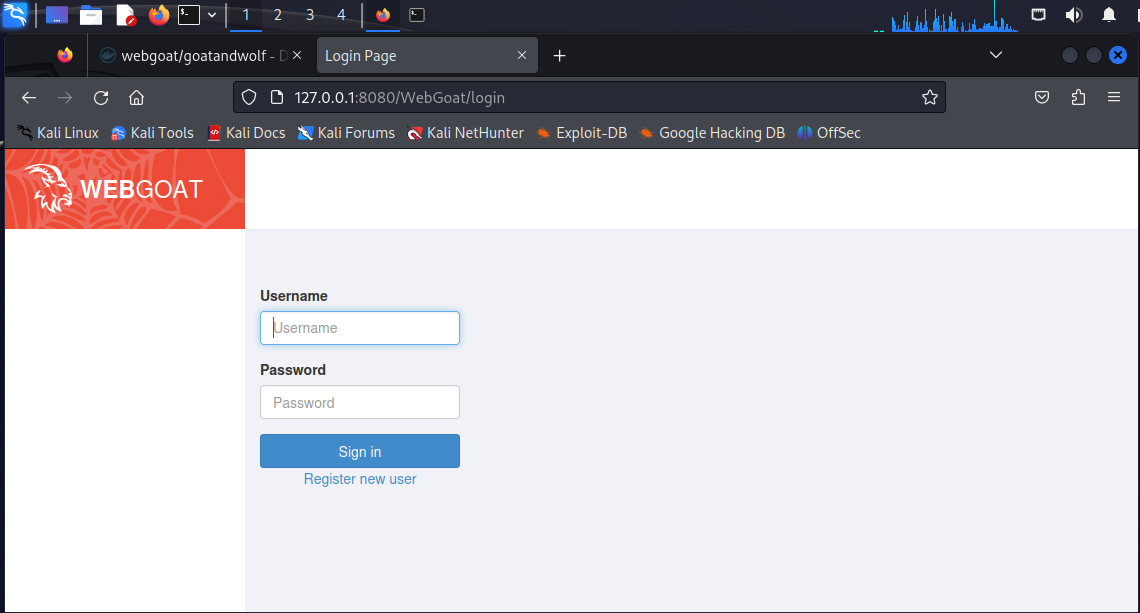 1 2 3 4
webgoat/goatandwolf - D
Login Page
127.0.0.1:8080/WebGoat/login
Kali Linux Kali Tools Kali Docs Kali Forums Kali NetHunter Exploit-DB Google Hacking DB OffSec
WEBGOAT
Username
Username
Password
Password
Sign in
Register new user